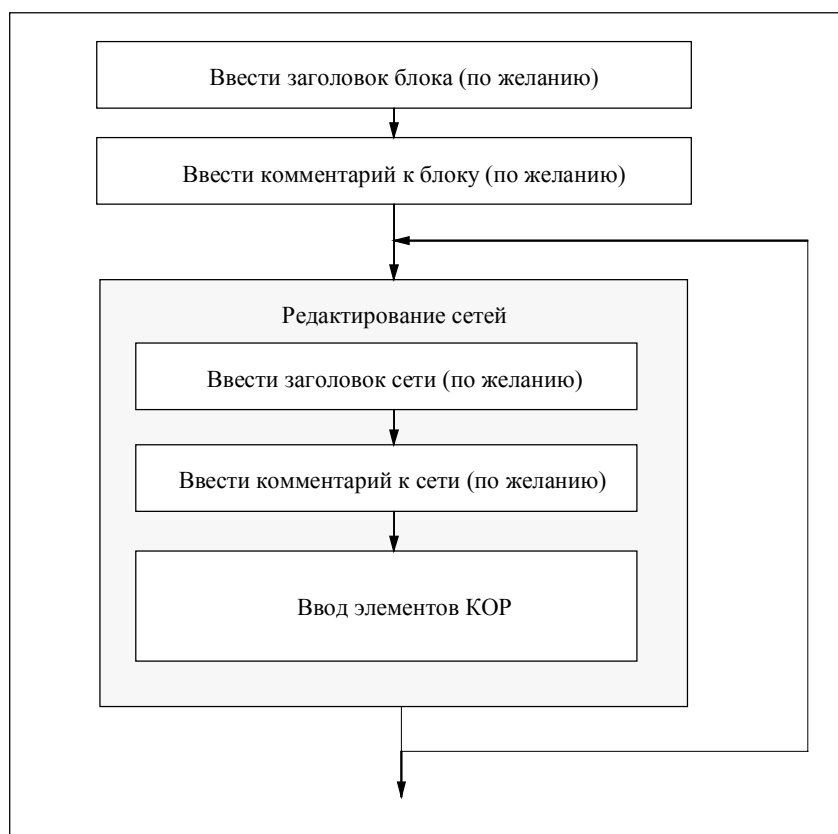 Ввести заголовок блока (по желанию)
Ввести комментарий к блоку (по желанию)
Редактирование сетей
Ввести заголовок сети (по желанию)
Ввести комментарий к сети (по желанию)
Ввод элементов КОР